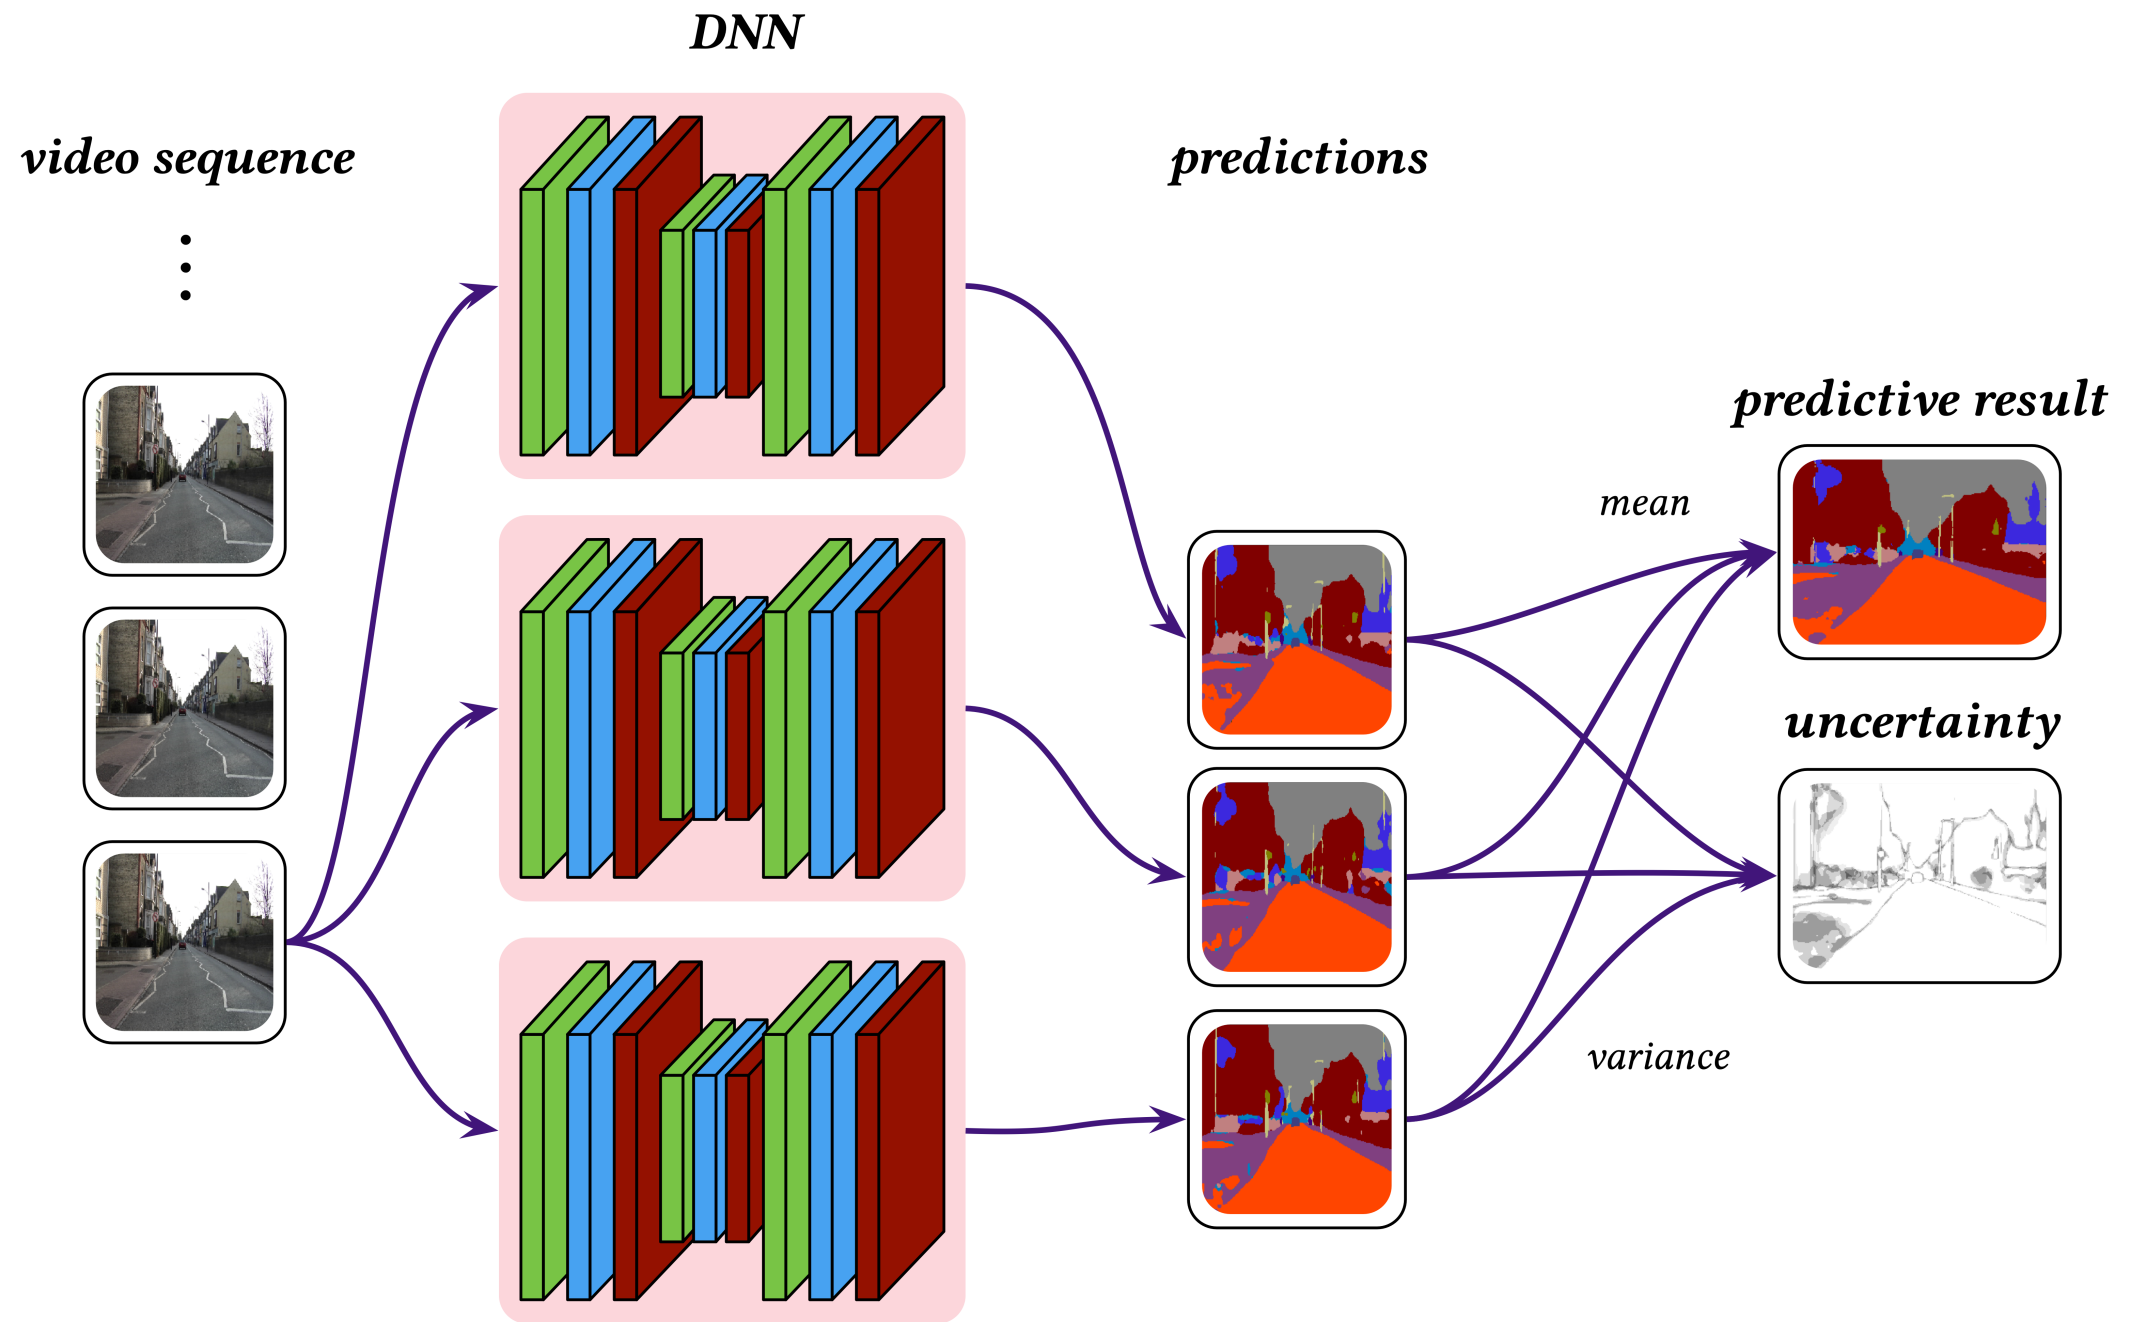 DNN
video sequence
predictions
predictive result
mean
uncertainty
variance